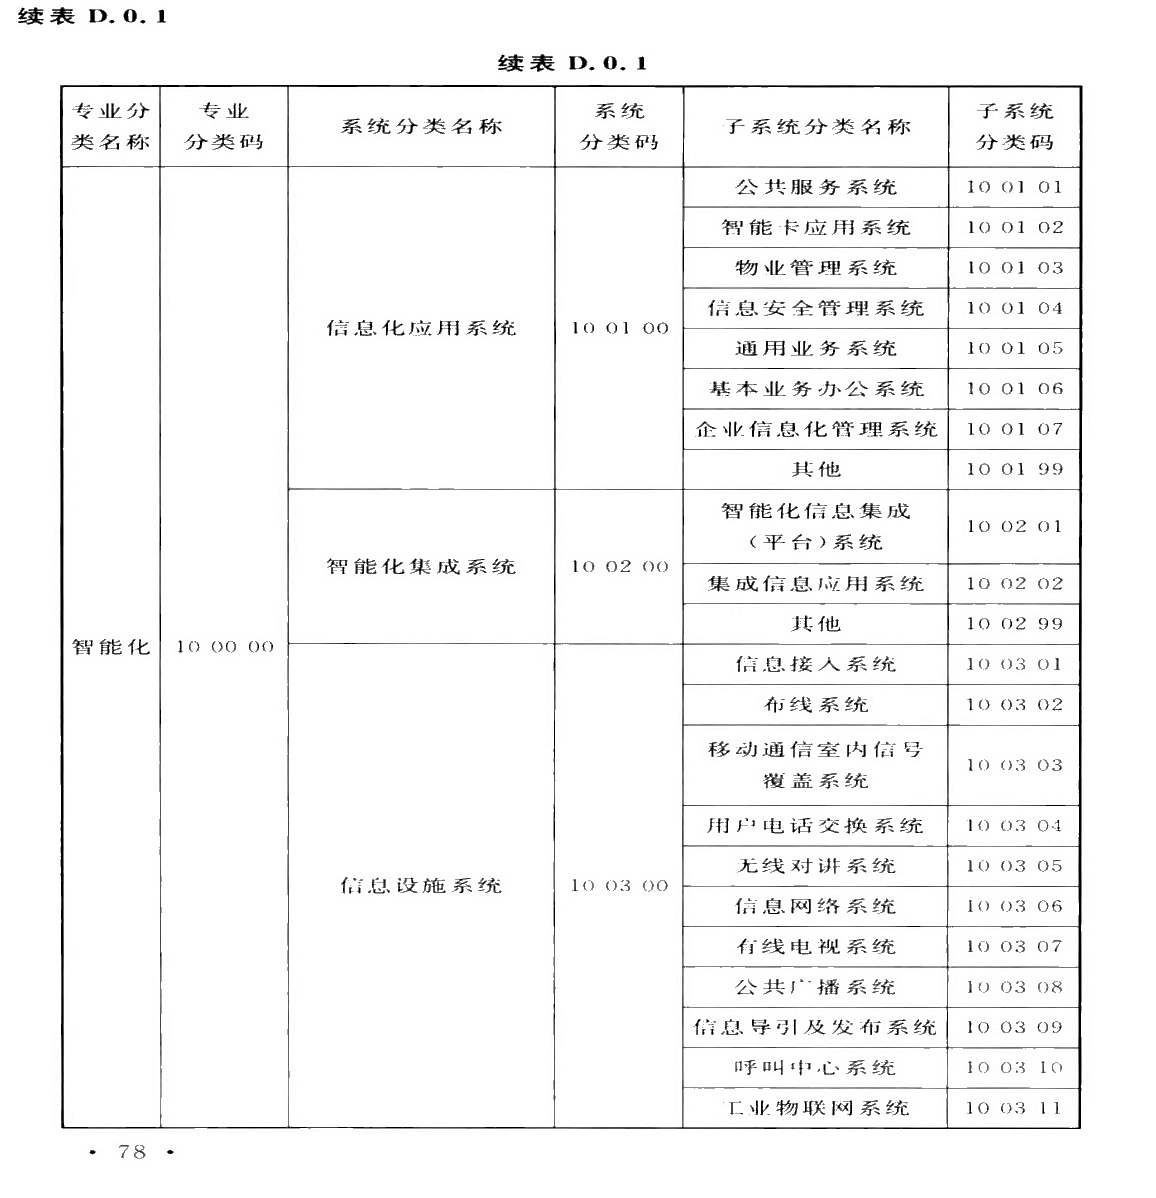 续表 D.0.1
续表 D.0.1
专业分
类名称
专业
分类码
系统分类名称
系统
分类码
子系统分类名称
子系统
分类码
智能化
10 00 00
信息化应用系统
10 01 00
公共服务系统
10 01 01
智能卡应用系统
10 01 02
物业管理系统
10 01 03
信息安全管理系统
10 01 04
通用业务系统
10 01 05
基本业务办公系统
10 01 06
企业信息化管理系统
10 01 07
其他
10 01 99
智能化集成系统
10 02 00
智能化信息集成
（平台）系统
10 02 01
集成信息应用系统
10 02 02
其他
10 02 99
信息设施系统
10 03 00
信息接入系统
10 03 01
布线系统
10 03 02
移动通信室内信号
覆盖系统
10 03 03
用户电话交换系统
10 03 04
无线对讲系统
10 03 05
信息网络系统
10 03 06
有线电视系统
10 03 07
公共广播系统
10 03 08
信息导引及发布系统
10 03 09
呼叫中心系统
10 03 10
工业物联网系统
10 03 11
· 78 ·